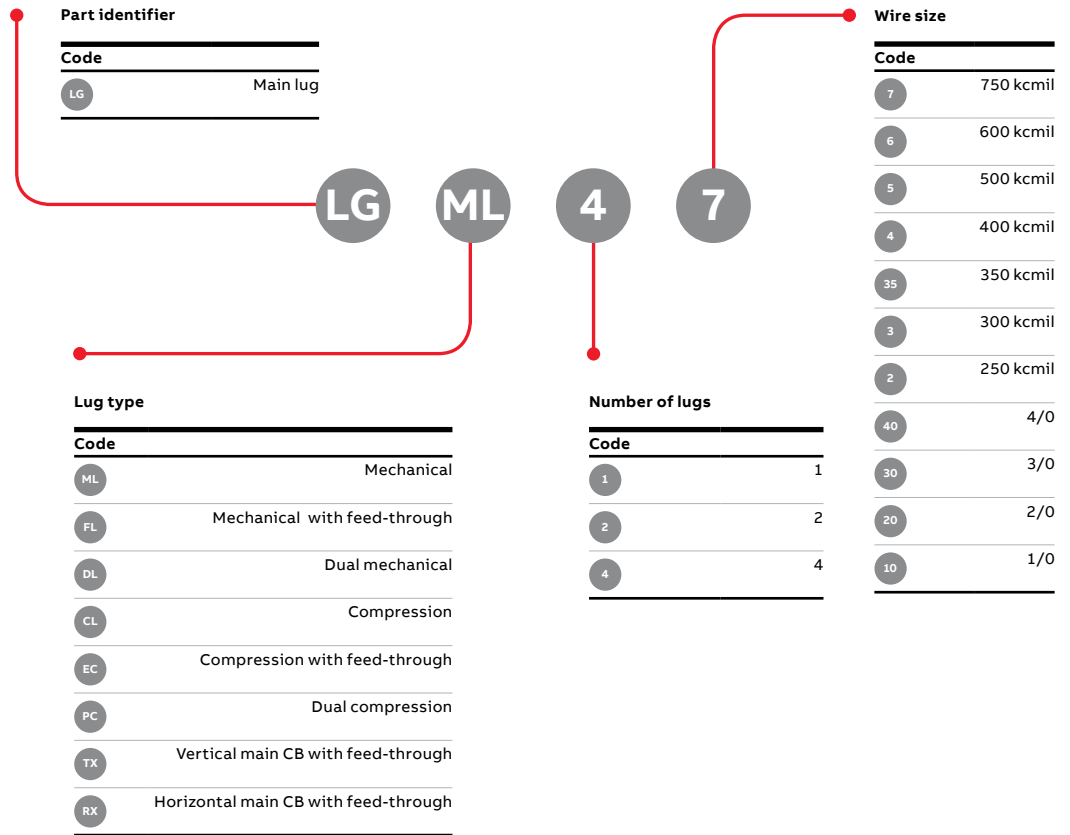 Part identifier
Code
LG Main lug
Wire size
Code
7 750 kcmil
6 600 kcmil
5 500 kcmil
4 400 kcmil
35 350 kcmil
3 300 kcmil
2 250 kcmil
40 4/0
30 3/0
20 2/0
10 1/0
LG ML 4 7
Lug type
Code
ML Mechanical
FL Mechanical with feed-through
DL Dual mechanical
CL Compression
EC Compression with feed-through
PC Dual compression
TX Vertical main CB with feed-through
RX Horizontal main CB with feed-through
Number of lugs
Code
1 1
2 2
4 4